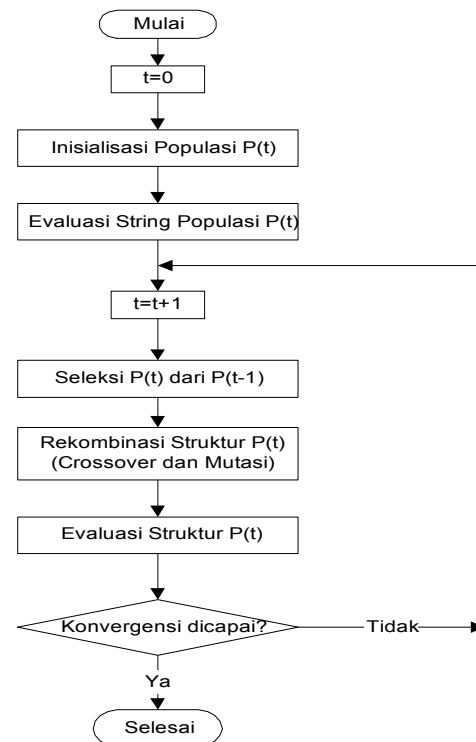 Mulai
t=0
Inisialisasi Populasi P(t)
Evaluasi String Populasi P(t)
t=t+1
Seleksi P(t) dari P(t-1)
Rekombinasi Struktur P(t)
(Crossover dan Mutasi)
Evaluasi Struktur P(t)
Konvergensi dicapai?
Tidak
Ya
Selesai